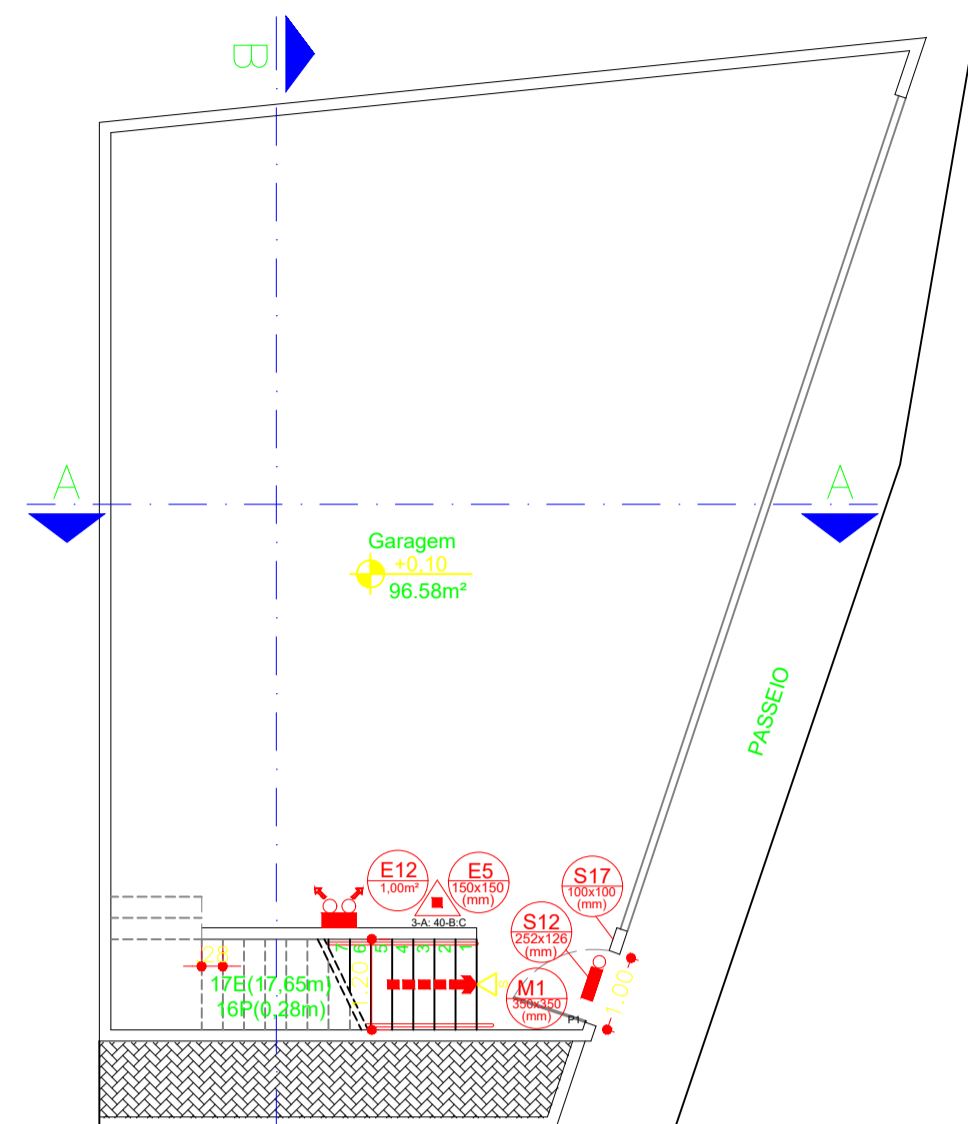 B
A
A
Garagem
+0,10
96.58m²
PASSEIO
E12
1,00m²
E5
150x150
(mm)
3-A: 40-B:C
S17
100x100
(mm)
S12
252x126
(mm)
M1
350x350
(mm)
P1
1.00
28
17E(17,65m)
16P(0,28m)
1.20
7
6
5
4
3
2
1
s